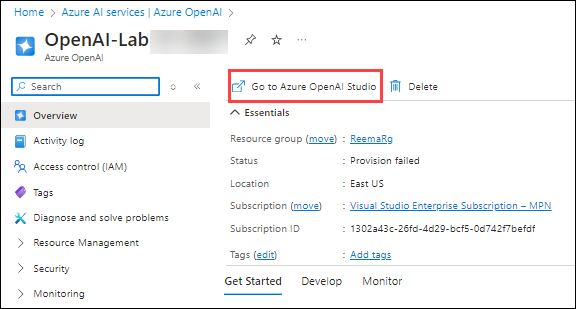 Home > Azure AI services | Azure OpenAI >
OpenAI-Lab
Azure OpenAI
Search
Go to Azure OpenAI Studio
Delete
Overview
Activity log
Access control (IAM)
Tags
Diagnose and solve problems
Resource Management
Security
Monitoring
Essentials
Resource group (move) : ReemaRg
Status : Provision failed
Location : East US
Subscription (move) : Visual Studio Enterprise Subscription – MPN
Subscription ID : 1302a43c-26fd-4d29-bcf5-0d742f7befdf
Tags (edit) : Add tags
Get Started Develop Monitor